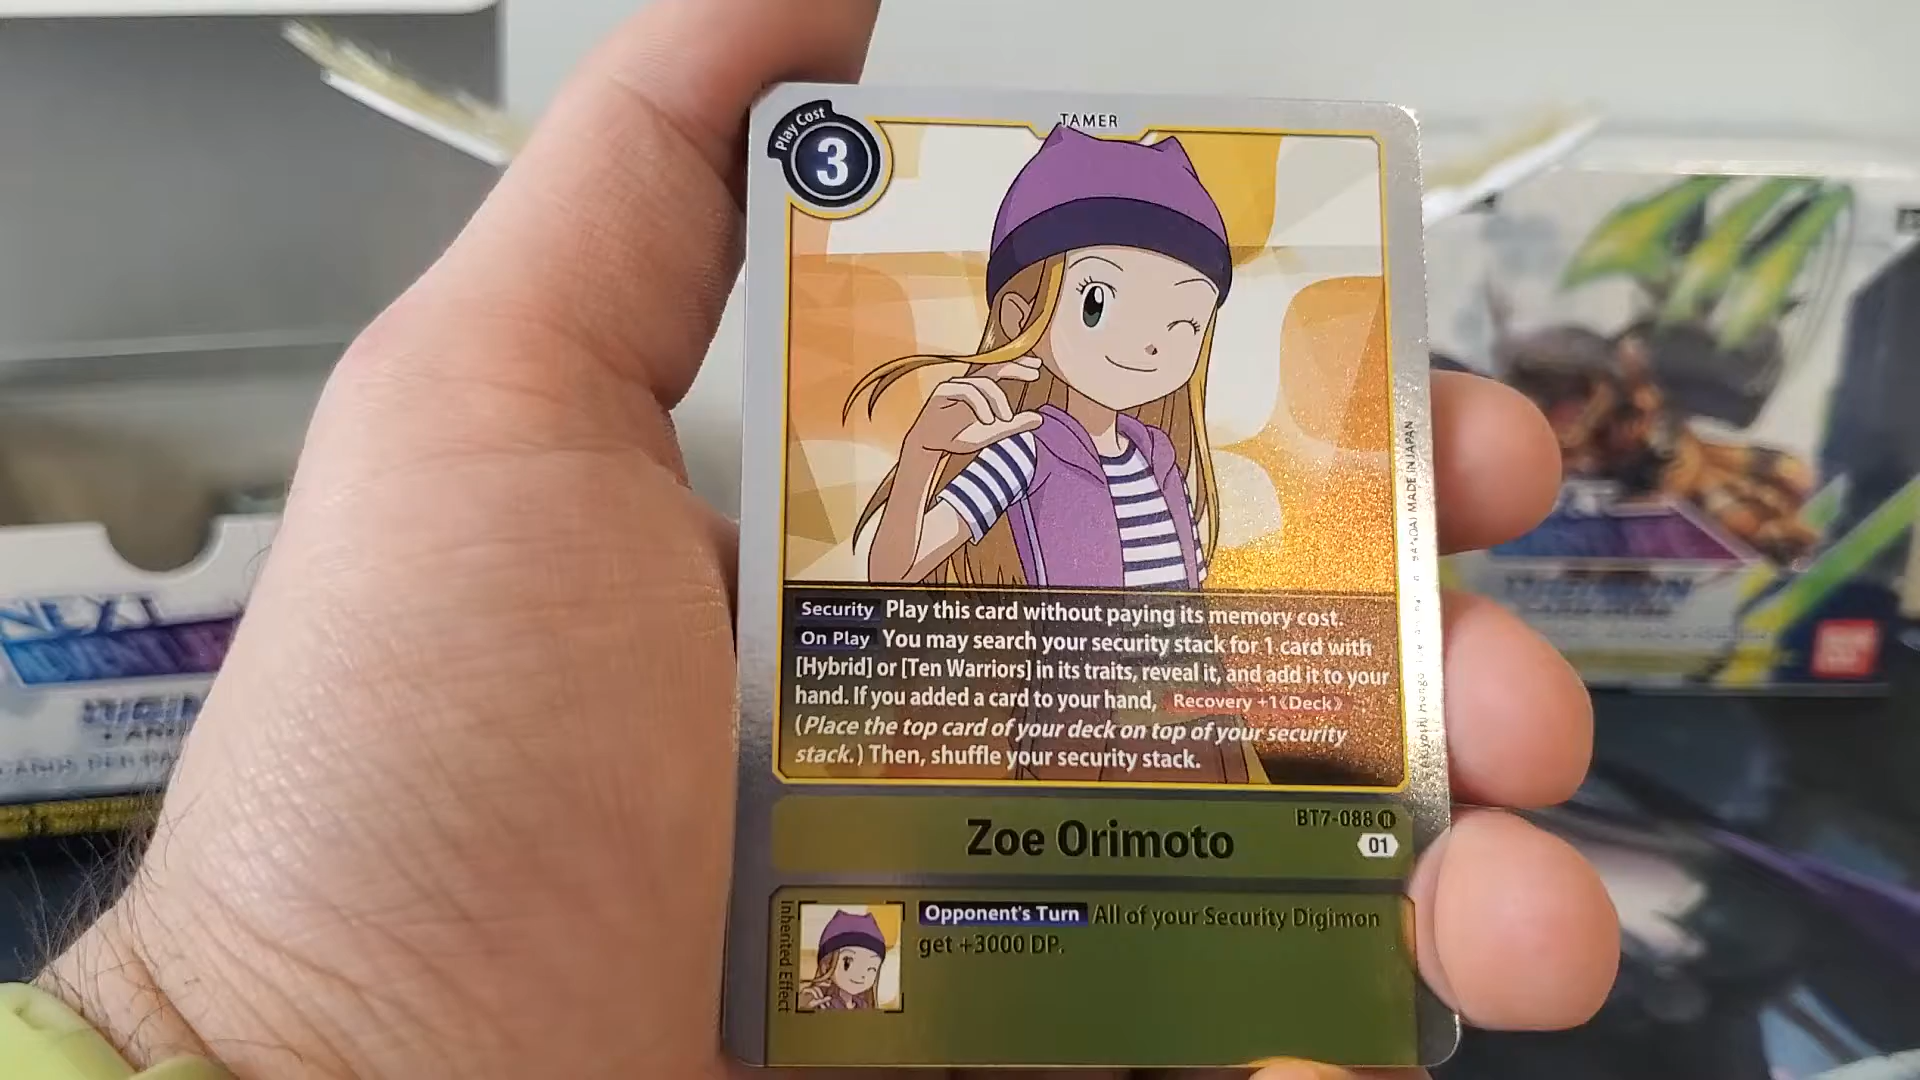 TAMER
Play Cost
3
Security Play this card without paying its memory cost.
On Play You may search your security stack for 1 card with
[Hybrid] or [Ten Warriors] in its traits, reveal it, and add it to your
hand. If you added a card to your hand, Recovery +1《Deck》
(Place the top card of your deck on top of your security
stack.) Then, shuffle your security stack.
BANDAI MADE IN JAPAN
BT7-088
Zoe Orimoto
01
Inherited Effect
Opponent's Turn All of your Security Digimon
get +3000 DP.
NEXT